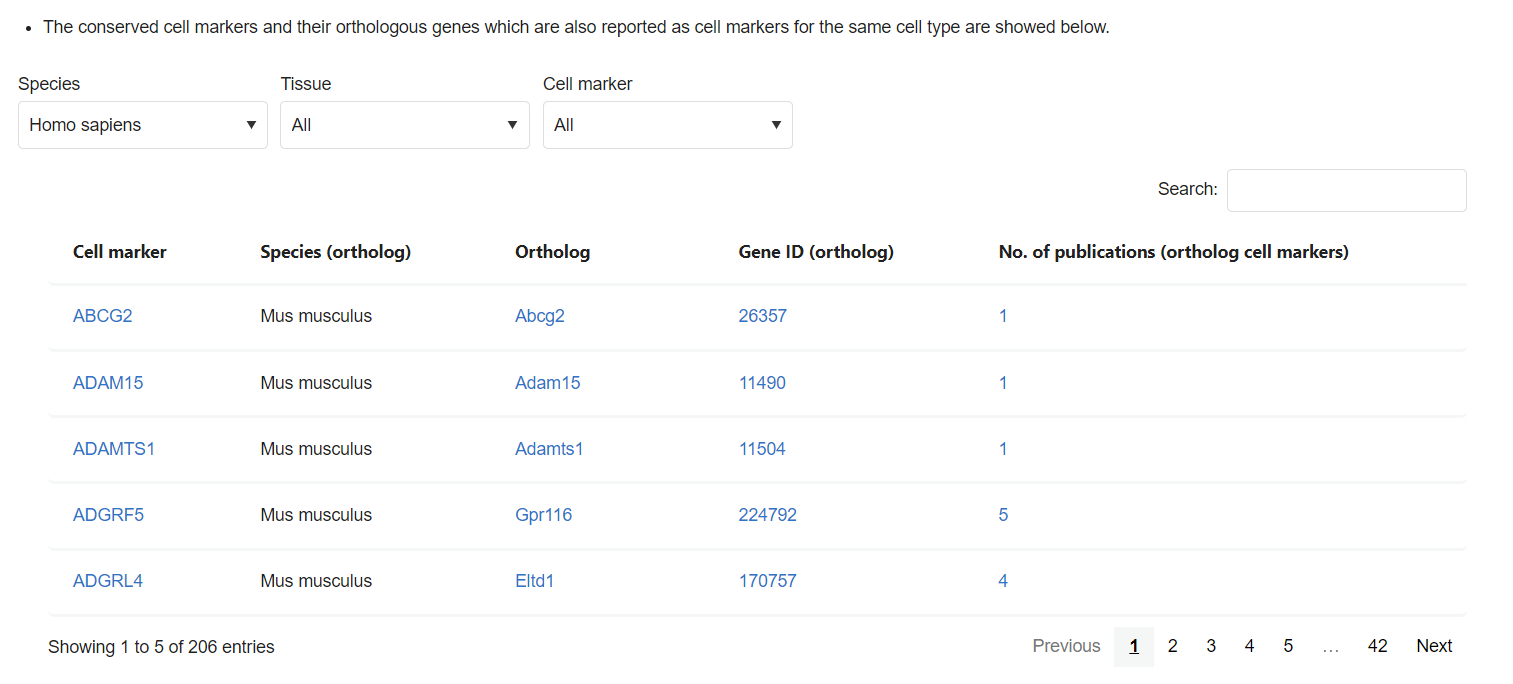 • The conserved cell markers and their orthologous genes which are also reported as cell markers for the same cell type are showed below.
Species Tissue Cell marker
Homo sapiens All All
Search:
Cell marker Species (ortholog) Ortholog Gene ID (ortholog) No. of publications (ortholog cell markers)
ABCG2 Mus musculus Abcg2 26357 1
ADAM15 Mus musculus Adam15 11490 1
ADAMTS1 Mus musculus Adamts1 11504 1
ADGRF5 Mus musculus Gpr116 224792 5
ADGRL4 Mus musculus Eltd1 170757 4
Showing 1 to 5 of 206 entries Previous 1 2 3 4 5 … 42 Next